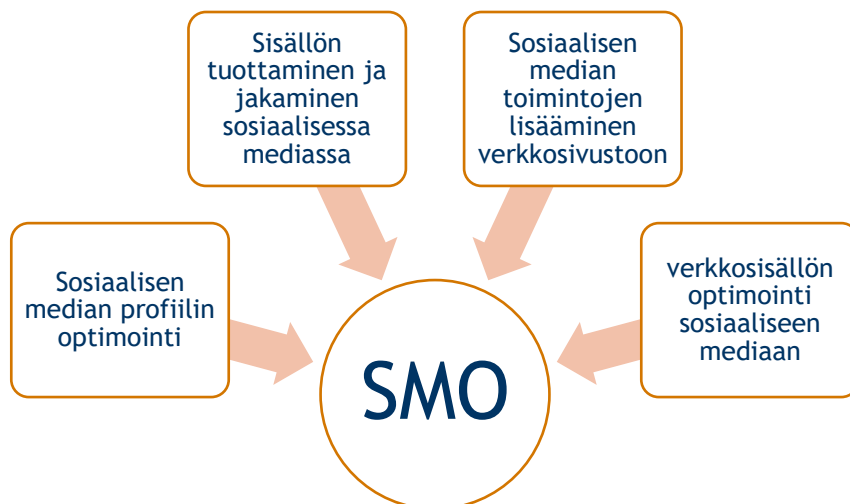 Sisällön
tuottaminen ja
jakaminen
sosiaalisessa
mediassa
Sosiaalisen
median
toimintojen
lisääminen
verkkosivustoon
Sosiaalisen
median profiilin
optimointi
verkkosisällön
optimointi
sosiaaliseen
mediaan
SMO